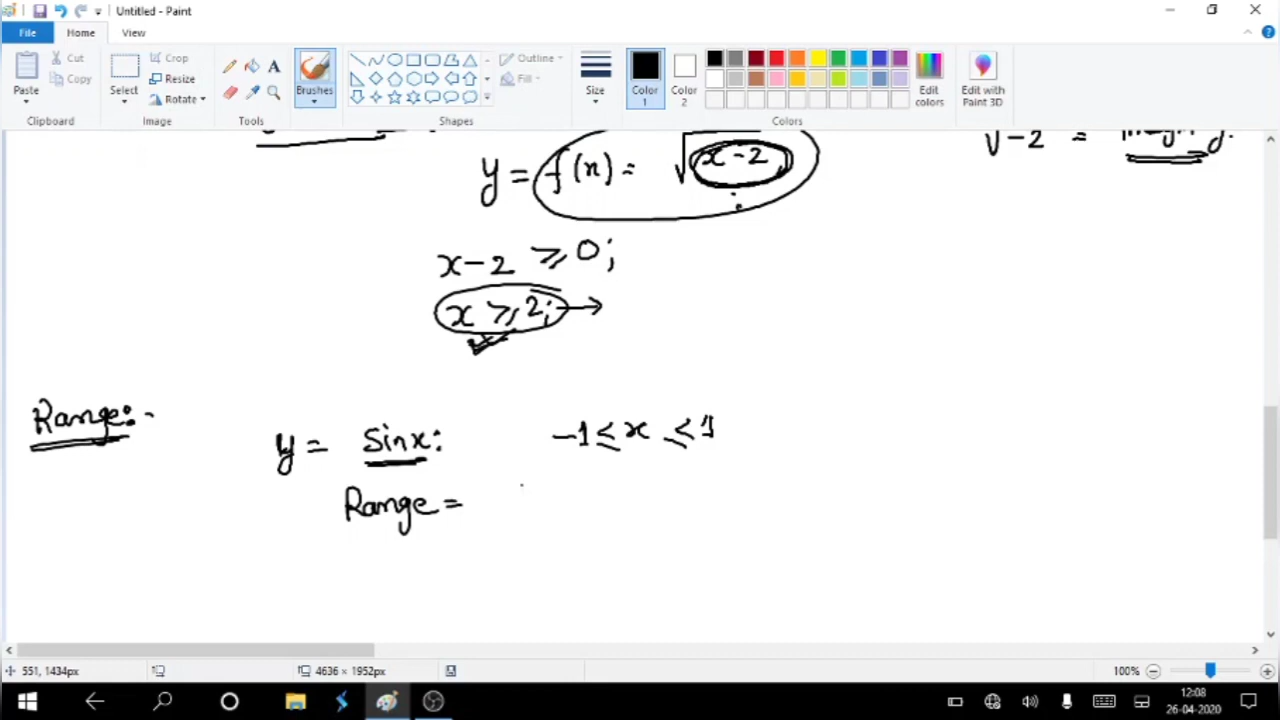 Untitled - Paint
File Home View
Paste Cut Copy Select Crop Resize Rotate Brushes Outline Fill Size Color 1 Color 2 Edit colors Edit with Paint 3D
Clipboard Image Tools Shapes Colors
y = f(x) = √x-2
√-2 =
x-2 ≥ 0;
x ≥ 2; →
Range:-
y = sinx: -1 ≤ x ≤ 1
Range =
551, 1434px 4636 × 1952px 100%
12:08
26-04-2020